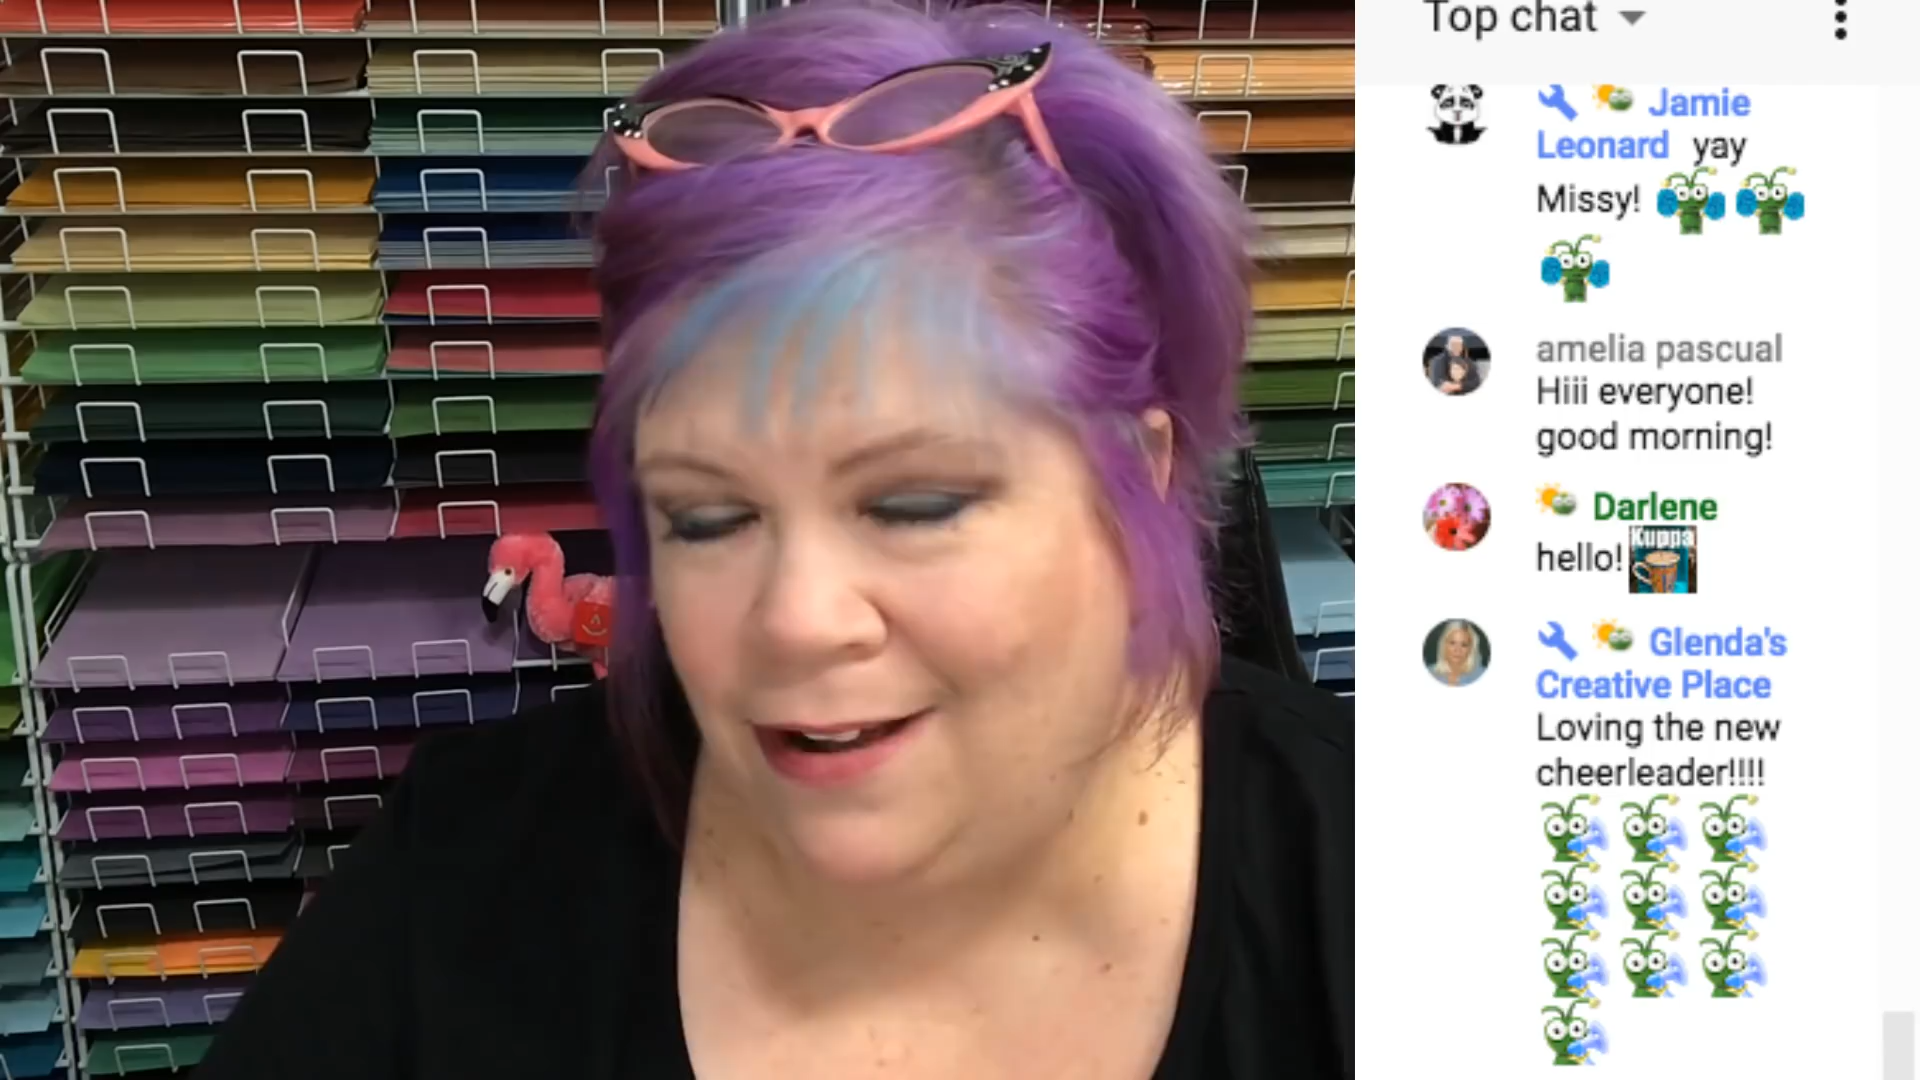 Top chat
Jamie
Leonard yay
Missy!
amelia pascual
Hiii everyone!
good morning!
Darlene
hello! Kuppa
Glenda's
Creative Place
Loving the new
cheerleader!!!!